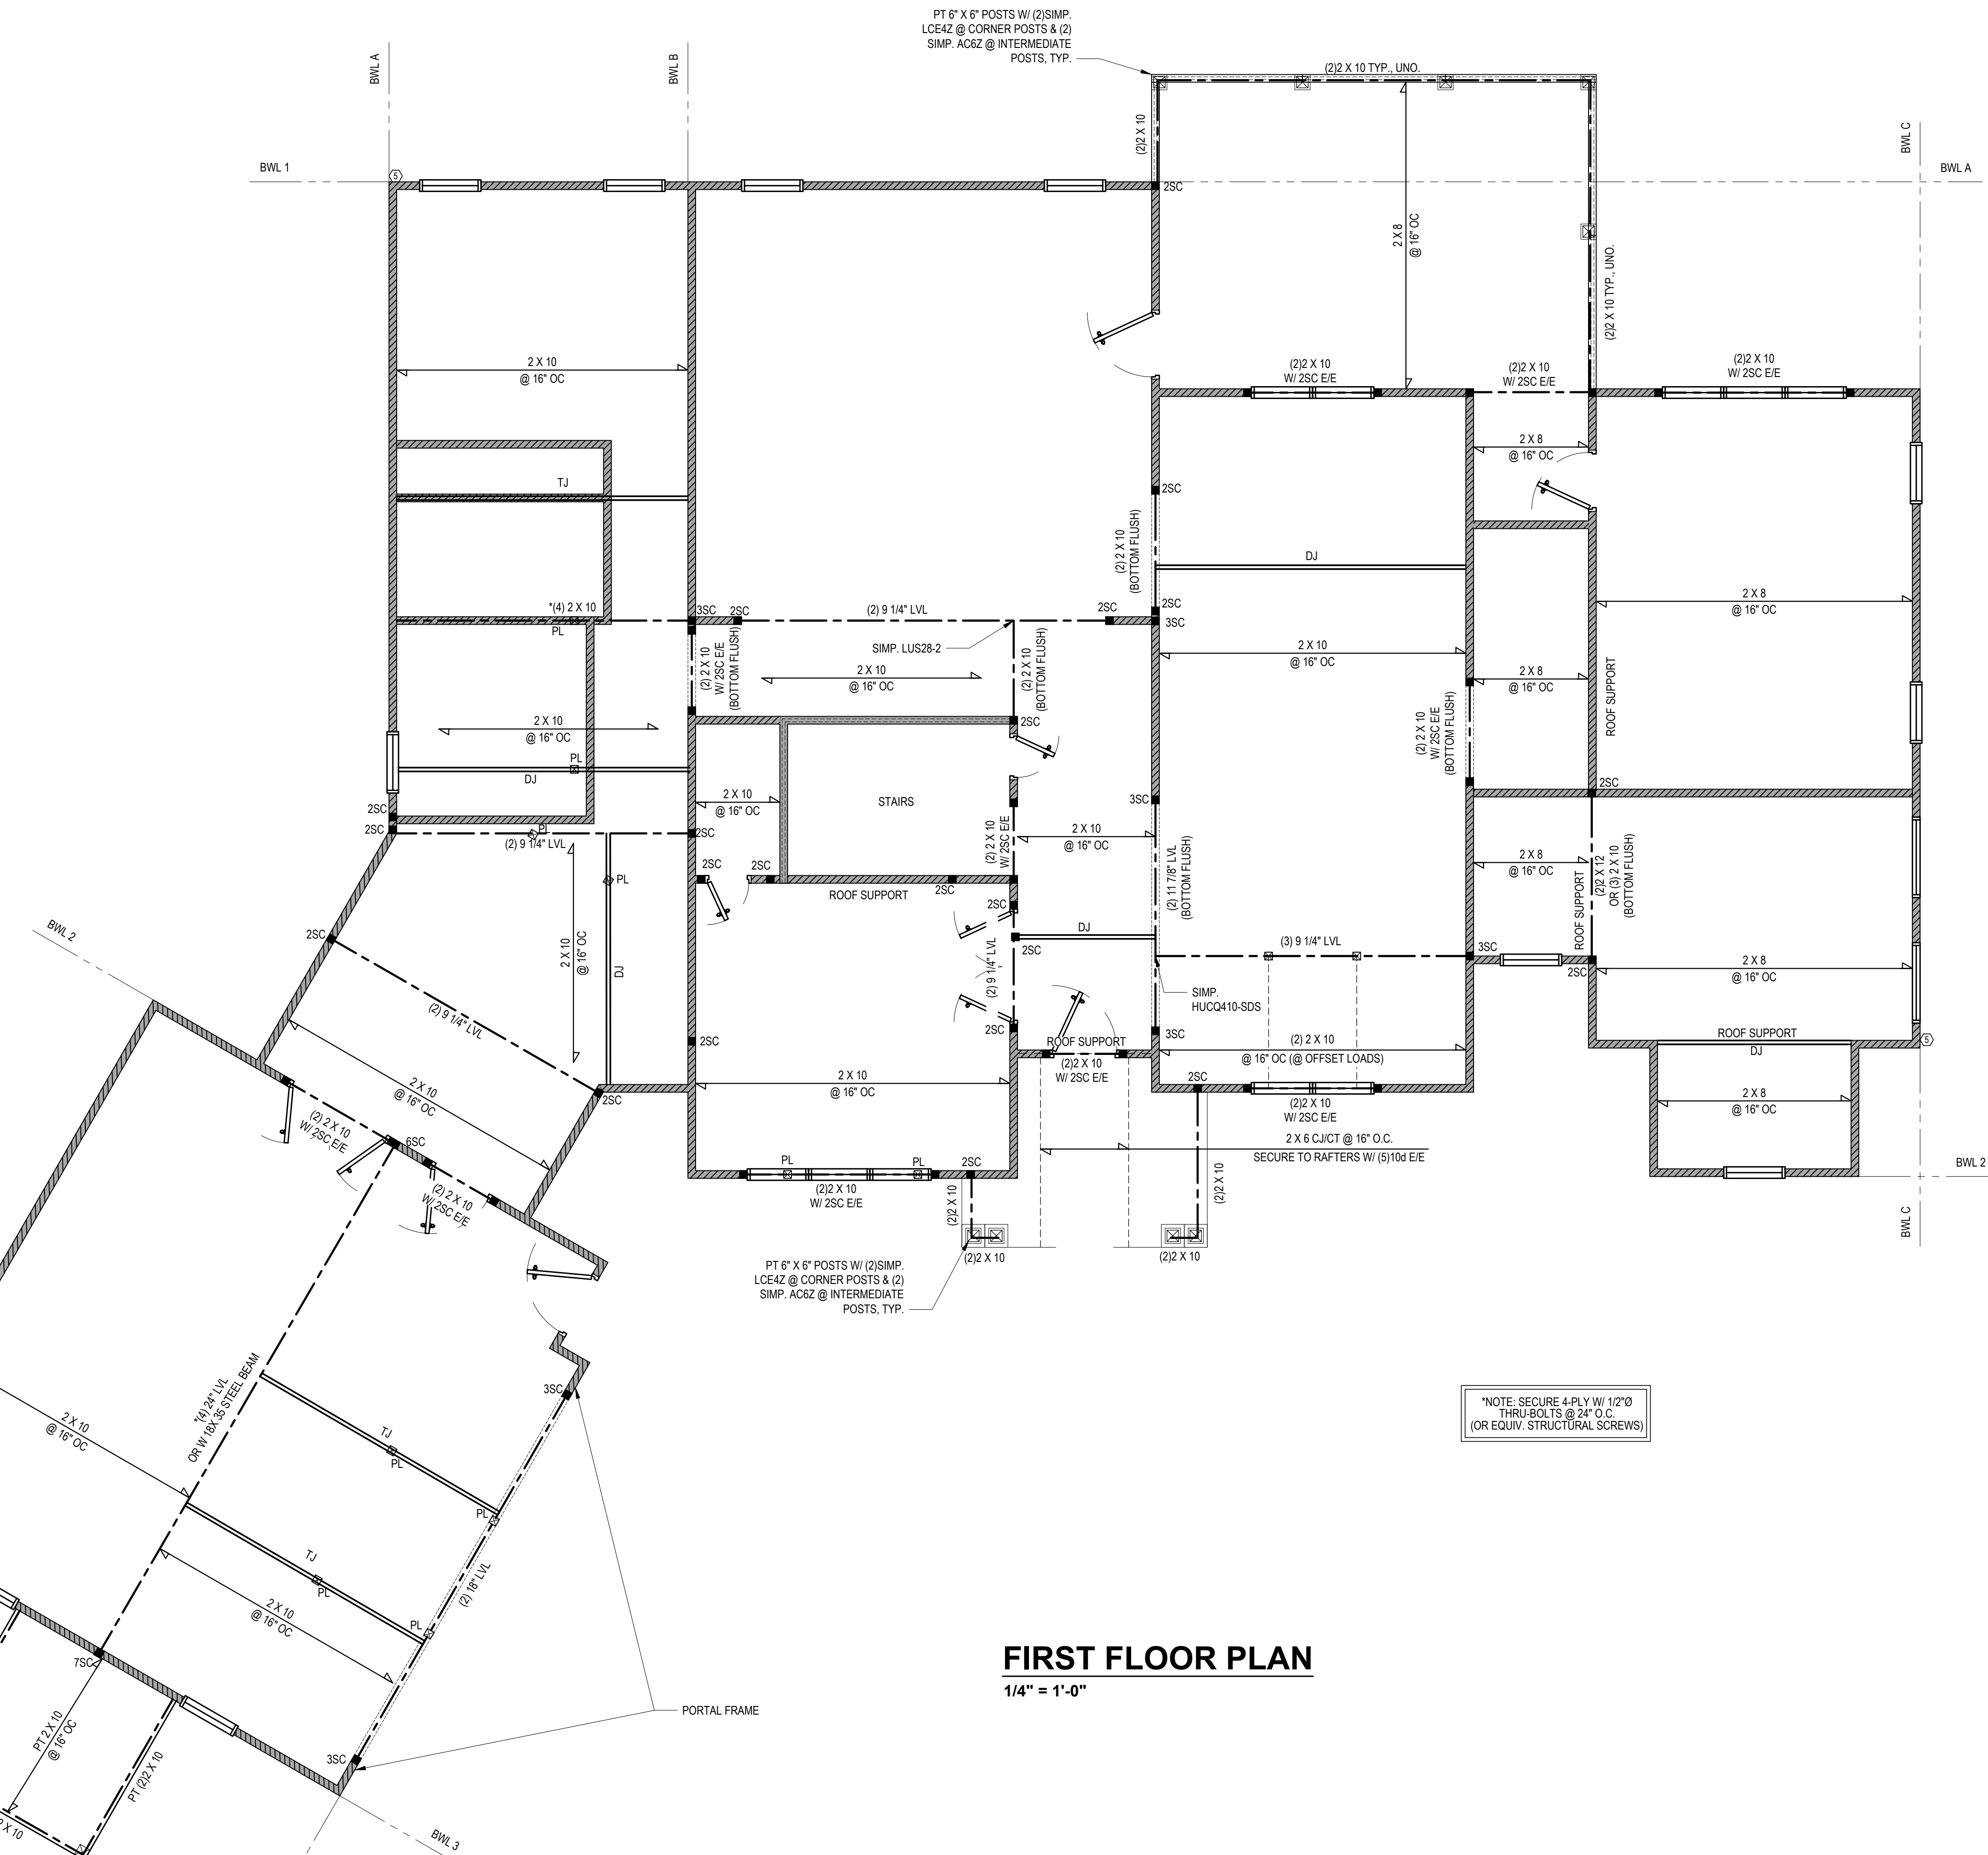 PT 6" X 6" POSTS W/ (2)SIMP.
LCE4Z @ CORNER POSTS & (2)
SIMP. AC6Z @ INTERMEDIATE
POSTS, TYP.
BWL A
BWL B
(2)2 X 10 TYP., UNO.
(2)2 X 10
BWL C
BWL 1
5
2SC
BWL A
2 X 8
@ 16" OC
(2)2 X 10 TYP., UNO.
2 X 10
@ 16" OC
(2)2 X 10
W/ 2SC E/E
(2)2 X 10
W/ 2SC E/E
(2)2 X 10
W/ 2SC E/E
2 X 8
@ 16" OC
TJ
2SC
(2) 2 X 10
(BOTTOM FLUSH)
DJ
*(4) 2 X 10
PL
3SC
2SC
(2) 9 1/4" LVL
2SC
2SC
3SC
2 X 8
@ 16" OC
SIMP. LUS28-2
(2) 2 X 10
W/ 2SC E/E
(BOTTOM FLUSH)
2 X 10
@ 16" OC
(2) 2 X 10
(BOTTOM FLUSH)
2 X 10
@ 16" OC
2 X 8
@ 16" OC
ROOF SUPPORT
2 X 10
@ 16" OC
2SC
(2) 2 X 10
W/ 2SC E/E
(BOTTOM FLUSH)
PL
DJ
2SC
2SC
2 X 10
@ 16" OC
STAIRS
3SC
2SC
PL
(2) 9 1/4" LVL
2SC
(2) 2 X 10
W/ 2SC E/E
2 X 10
@ 16" OC
(2) 11 7/8" LVL
(BOTTOM FLUSH)
2 X 8
@ 16" OC
(2)2 X 12
OR (3) 2 X 10
(BOTTOM FLUSH)
ROOF SUPPORT
2SC
2SC
PL
ROOF SUPPORT
2SC
2SC
BWL 2
2SC
2 X 10
@ 16" OC
DJ
DJ
2SC
(2) 9 1/4" LVL
(3) 9 1/4" LVL
3SC
2SC
2 X 8
@ 16" OC
SIMP.
HUCQ410-SDS
(2) 9 1/4" LVL
2SC
2SC
3SC
ROOF SUPPORT
(2)2 X 10
W/ 2SC E/E
(2) 2 X 10
@ 16" OC (@ OFFSET LOADS)
ROOF SUPPORT
DJ
5
2 X 10
@ 16" OC
2SC
2 X 10
@ 16" OC
2SC
2 X 8
@ 16" OC
(2) 2 X 10
W/ 2SC E/E
6SC
(2)2 X 10
W/ 2SC E/E
2 X 6 CJ/CT @ 16" O.C.
SECURE TO RAFTERS W/ (5)10d E/E
PL
PL
2SC
(2)2 X 10
W/ 2SC E/E
(2) 2 X 10
W/ 2SC E/E
(2)2 X 10
(2)2 X 10
BWL 2
BWL C
(2)2 X 10
(2)2 X 10
PT 6" X 6" POSTS W/ (2)SIMP.
LCE4Z @ CORNER POSTS & (2)
SIMP. AC6Z @ INTERMEDIATE
POSTS, TYP.
*(4) 24" LVL
OR W 18X 35 STEEL BEAM
3SC
2 X 10
@ 16" OC
TJ
PL
*NOTE: SECURE 4-PLY W/ 1/2"Ø
THRU-BOLTS @ 24" O.C.
(OR EQUIV. STRUCTURAL SCREWS)
PL
TJ
PL
(2) 18" LVL
2 X 10
@ 16" OC
PL
7SC
FIRST FLOOR PLAN
1/4" = 1'-0"
PORTAL FRAME
PT 2 X 10
@ 16" OC
PT (2)2 X 10
3SC
2 X 10
BWL 3